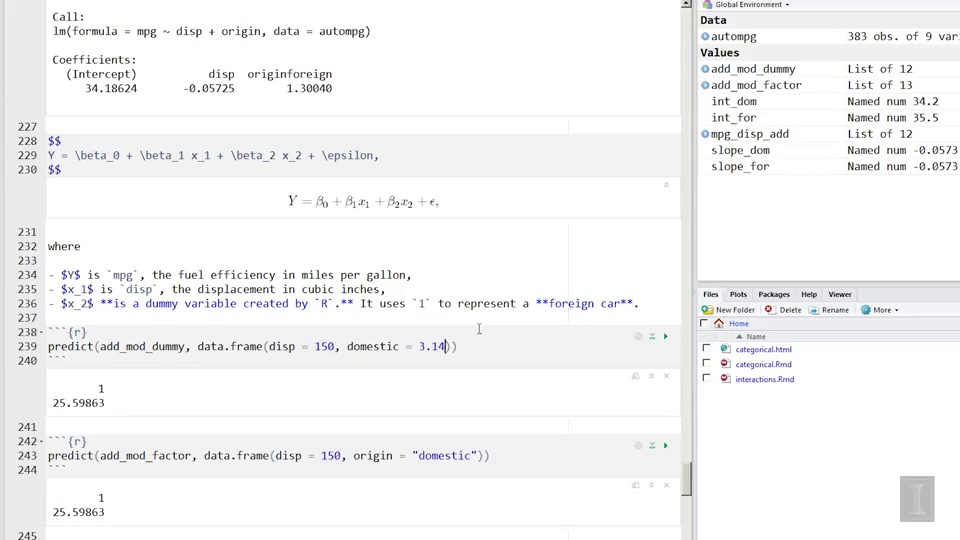 Call:
lm(formula = mpg ~ disp + origin, data = autompg)
Coefficients:
(Intercept) disp originforeign
34.18624 -0.05725 1.30040
227
228 $$
229 Y = \beta_0 + \beta_1 x_1 + \beta_2 x_2 + \epsilon,
230 $$
Y = β₀ + β₁x₁ + β₂x₂ + ϵ,
231
232 where
233
234 - $Y$ is `mpg`, the fuel efficiency in miles per gallon,
235 - $x_1$ is `disp`, the displacement in cubic inches,
236 - $x_2$ **is a dummy variable created by `R`.** It uses `1` to represent a **foreign car**.
237
238 ```{r}
239 predict(add_mod_dummy, data.frame(disp = 150, domestic = 3.14))
240 ```
1
25.59863
241
242 ```{r}
243 predict(add_mod_factor, data.frame(disp = 150, origin = "domestic"))
244 ```
1
25.59863
245
Global Environment
Data
autompg 383 obs. of 9 vari
Values
add_mod_dummy List of 12
add_mod_factor List of 13
int_dom Named num 34.2
int_for Named num 35.5
mpg_disp_add List of 12
slope_dom Named num -0.0573
slope_for Named num -0.0573
Files Plots Packages Help Viewer
New Folder Delete Rename More
Home
Name
categorical.html
categorical.Rmd
interactions.Rmd
I